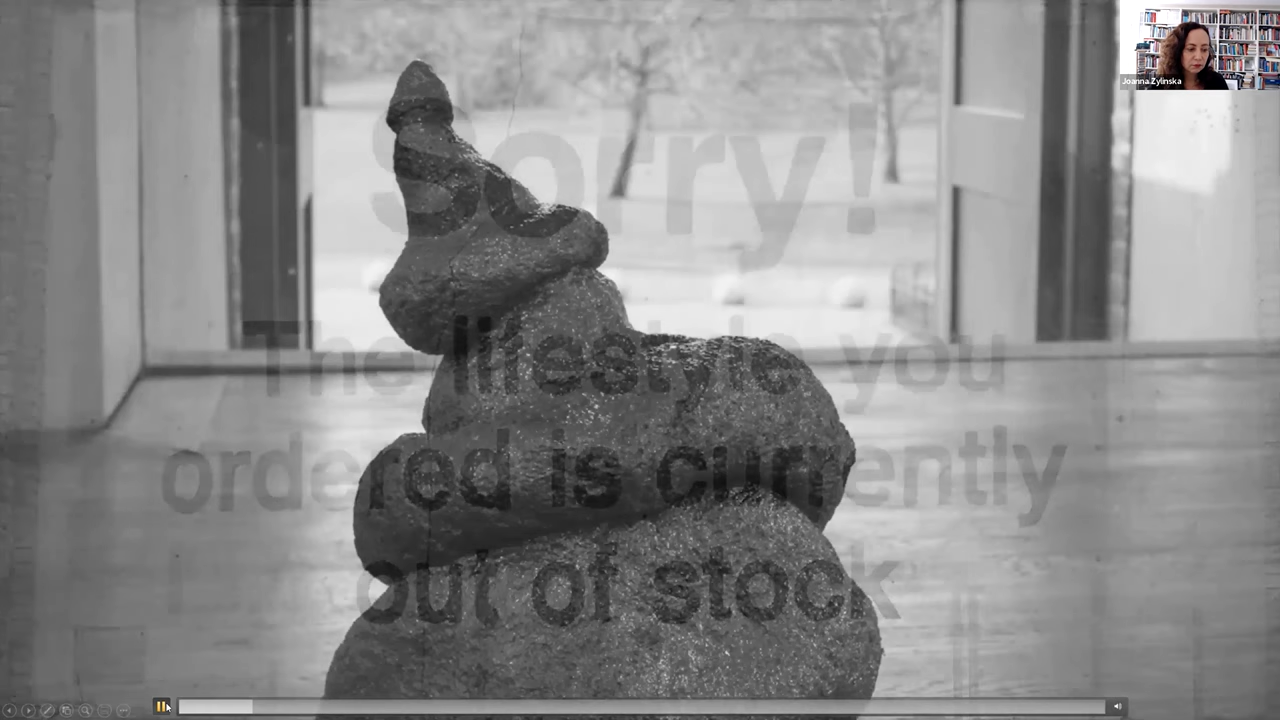 Joanna Zylinska
Sorry!
The lifestyle you
ordered is currently
out of stock